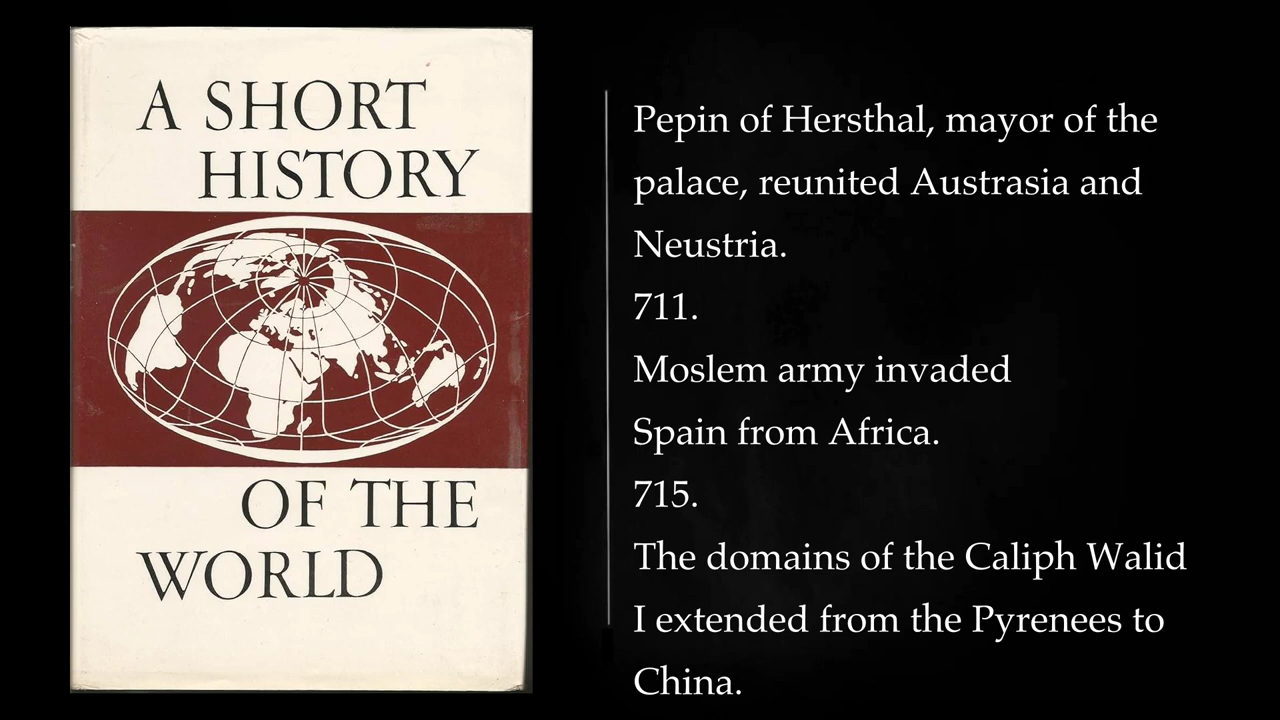 A SHORT
HISTORY
OF THE
WORLD
Pepin of Hersthal, mayor of the
palace, reunited Austrasia and
Neustria.
711.
Moslem army invaded
Spain from Africa.
715.
The domains of the Caliph Walid
I extended from the Pyrenees to
China.